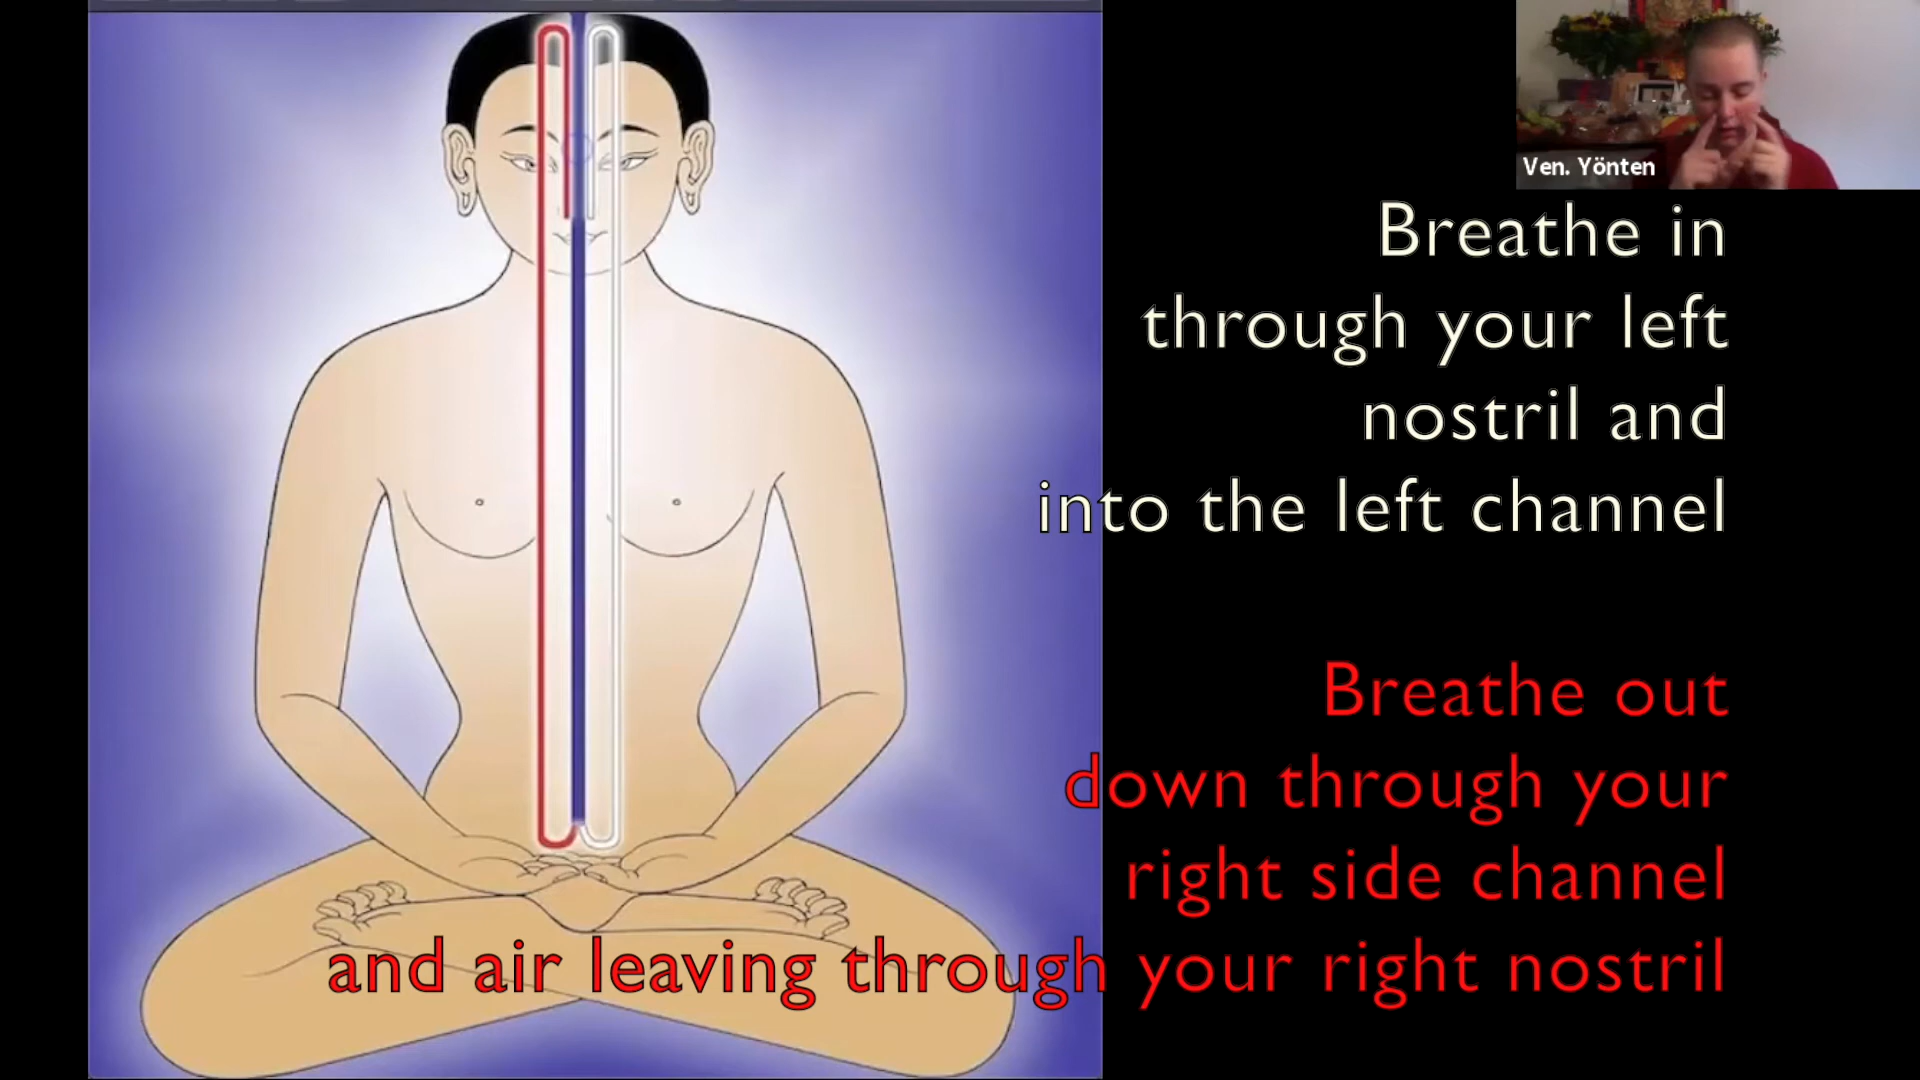 Ven. Yönten
Breathe in
through your left
nostril and
into the left channel
Breathe out
down through your
right side channel
and air leaving through your right nostril